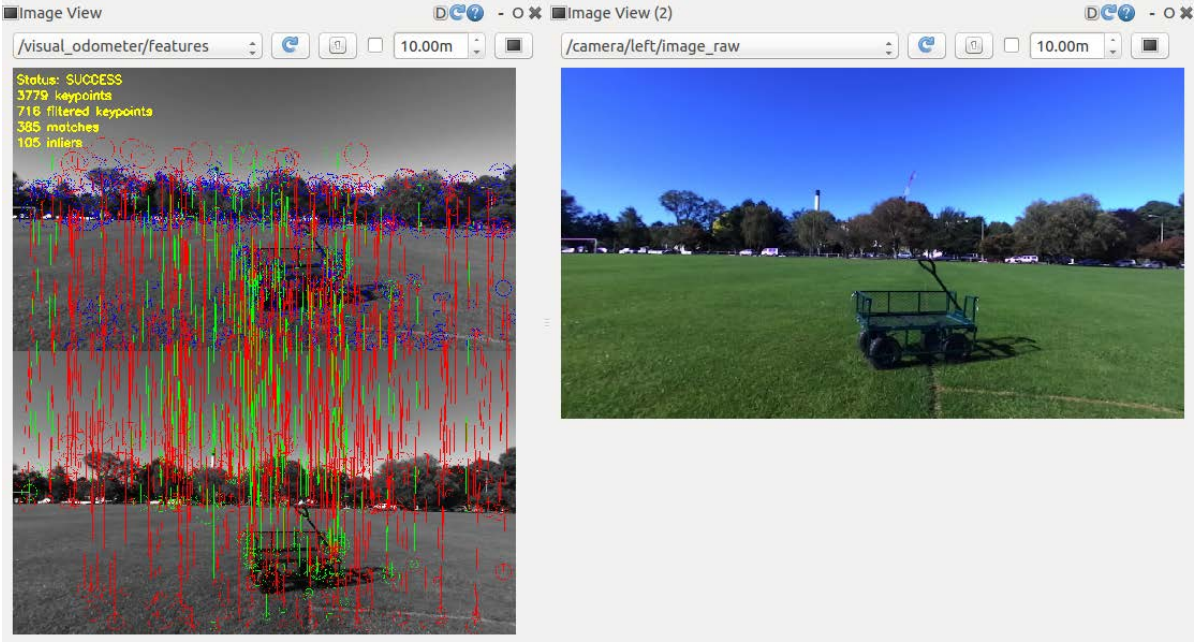 Image View
D ? - O ✖
Image View (2)
D ? - O ✖
/visual_odometer/features
10.00m
/camera/left/image_raw
10.00m
Status: SUCCESS
3779 keypoints
716 filtered keypoints
385 matches
105 inliers